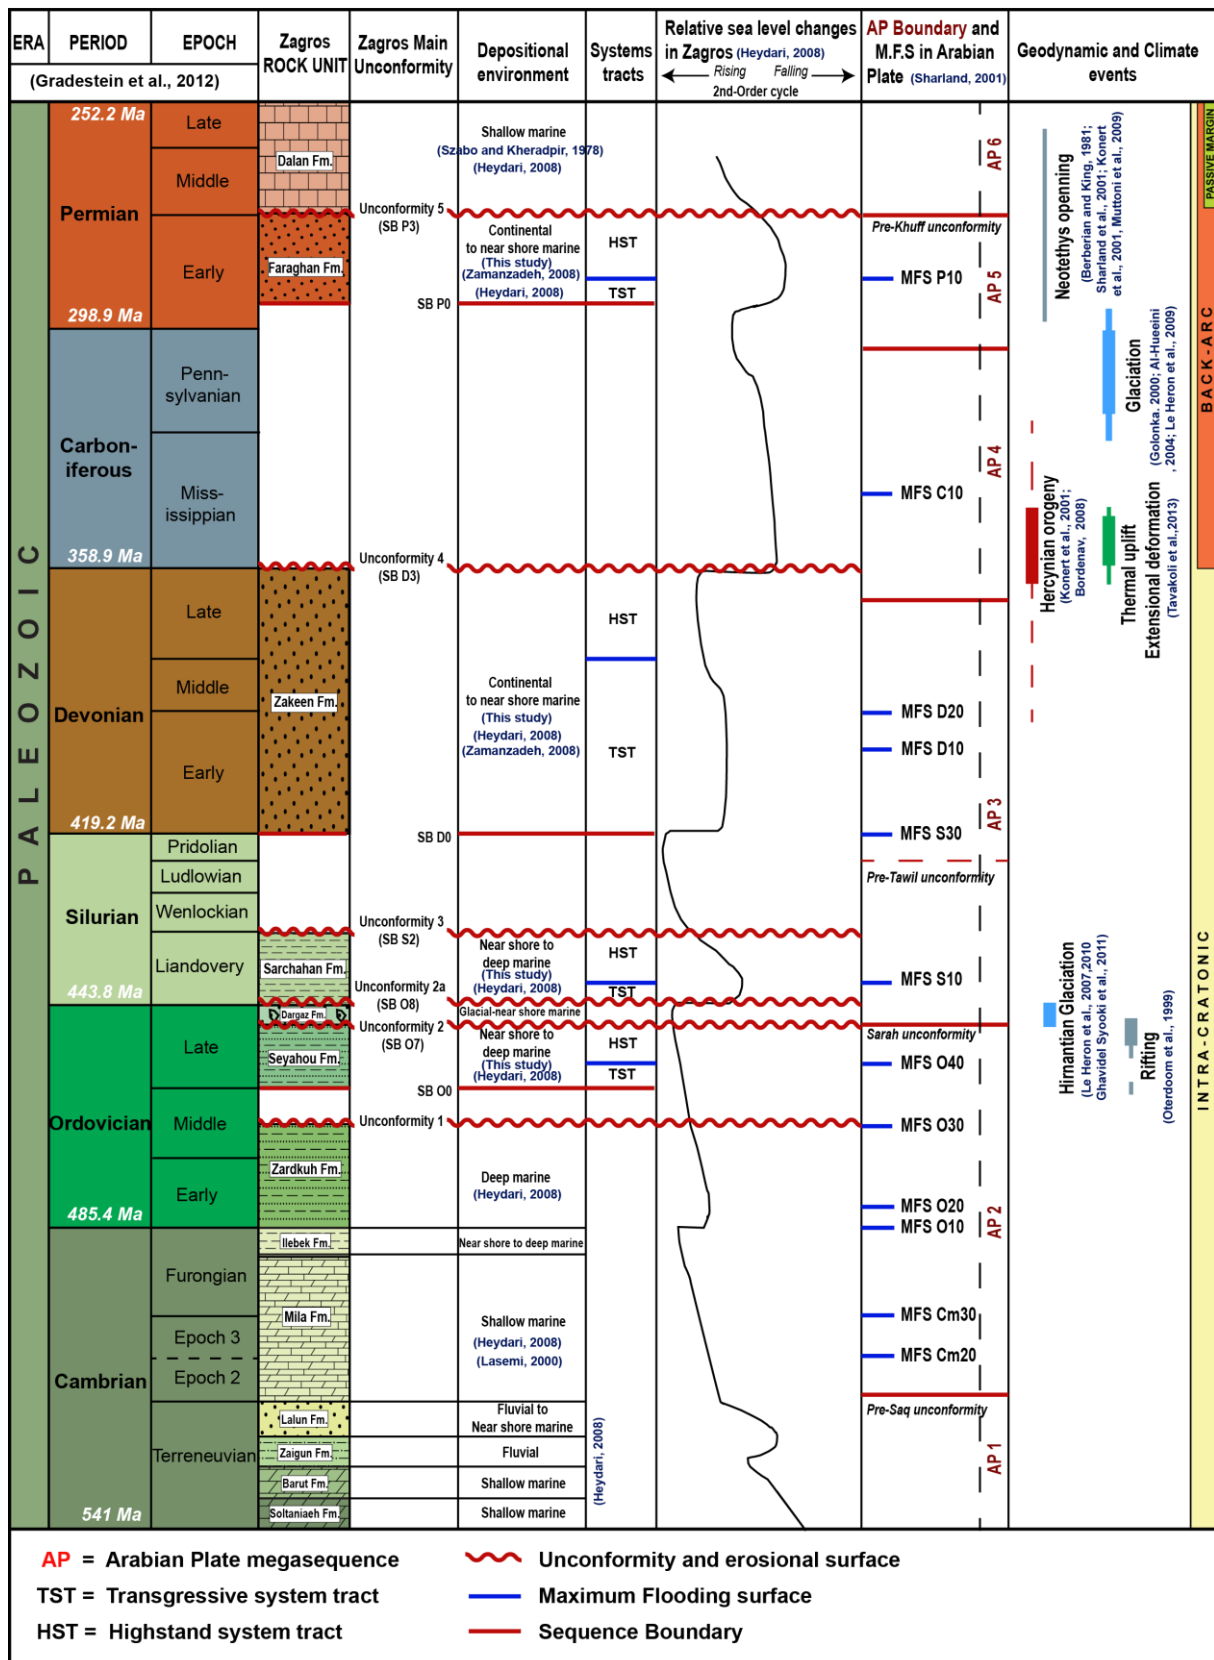 ERA
PERIOD
EPOCH
(Gradestein et al., 2012)
Zagros
ROCK UNIT
Zagros Main
Unconformity
Depositional
environment
Systems
tracts
Relative sea level changes
in Zagros (Heydari, 2008)
Rising Falling
2nd-Order cycle
AP Boundary and
M.F.S in Arabian
Plate (Sharland, 2001)
Geodynamic and Climate
events
PALEOZOIC
252.2 Ma
Permian
298.9 Ma
Late
Middle
Early
Carbon-
iferous
358.9 Ma
Penn-
sylvanian
Miss-
issippian
Devonian
419.2 Ma
Late
Middle
Early
Silurian
443.8 Ma
Pridolian
Ludlowian
Wenlockian
Liandovery
Ordovician
485.4 Ma
Late
Middle
Early
Cambrian
541 Ma
Furongian
Epoch 3
Epoch 2
Terreneuvian
Dalan Fm.
Faraghan Fm.
Zakeen Fm.
Sarchahan Fm.
Dargaz Fm.
Seyahou Fm.
Zardkuh Fm.
Ilebek Fm.
Mila Fm.
Lalun Fm.
Zaigun Fm.
Barut Fm.
Soltaniaeh Fm.
Unconformity 5
(SB P3)
SB P0
Unconformity 4
(SB D3)
SB D0
Unconformity 3
(SB S2)
Unconformity 2a
(SB O8)
Unconformity 2
(SB O7)
SB O0
Unconformity 1
Shallow marine
(Szabo and Kheradpir, 1978)
(Heydari, 2008)
Continental
to near shore marine
(This study)
(Zamanzadeh, 2008)
(Heydari, 2008)
Continental
to near shore marine
(This study)
(Heydari, 2008)
(Zamanzadeh, 2008)
Near shore to
deep marine
(This study)
(Heydari, 2008)
Glacial-near shore marine
Near shore to
deep marine
(This study)
(Heydari, 2008)
Deep marine
(Heydari, 2008)
Near shore to deep marine
Shallow marine
(Heydari, 2008)
(Lasemi, 2000)
Fluvial to
Near shore marine
Fluvial
Shallow marine
Shallow marine
HST
TST
HST
TST
HST
TST
HST
TST
(Heydari, 2008)
AP 6
Pre-Khuff unconformity
MFS P10
AP 5
AP 4
MFS C10
MFS D20
MFS D10
AP 3
MFS S30
Pre-Tawil unconformity
MFS S10
Sarah unconformity
MFS O40
MFS O30
MFS O20
AP 2
MFS O10
MFS Cm30
MFS Cm20
Pre-Saq unconformity
AP 1
Neotethys openning
(Berberian and King, 1981;
Sharland et al., 2001; Konert
et al., 2001, Muttoni et al., 2009)
Glaciation
(Golonka. 2000; Al-Hueeini
, 2004; Le Heron et al., 2009)
Hercynian orogeny
(Konert et al., 2001;
Bordenav, 2008)
Thermal uplift
Extensional deformation
(Tavakoli et al.,2013)
Hirnantian Glaciation
(Le Heron et al., 2007,2010
Ghavidel Syooki et al., 2011)
Rifting
(Oterdoom et al., 1999)
PASSIVE MARGIN
BACK-ARC
INTRA-CRATONIC
AP = Arabian Plate megasequence
TST = Transgressive system tract
HST = Highstand system tract
Unconformity and erosional surface
Maximum Flooding surface
Sequence Boundary